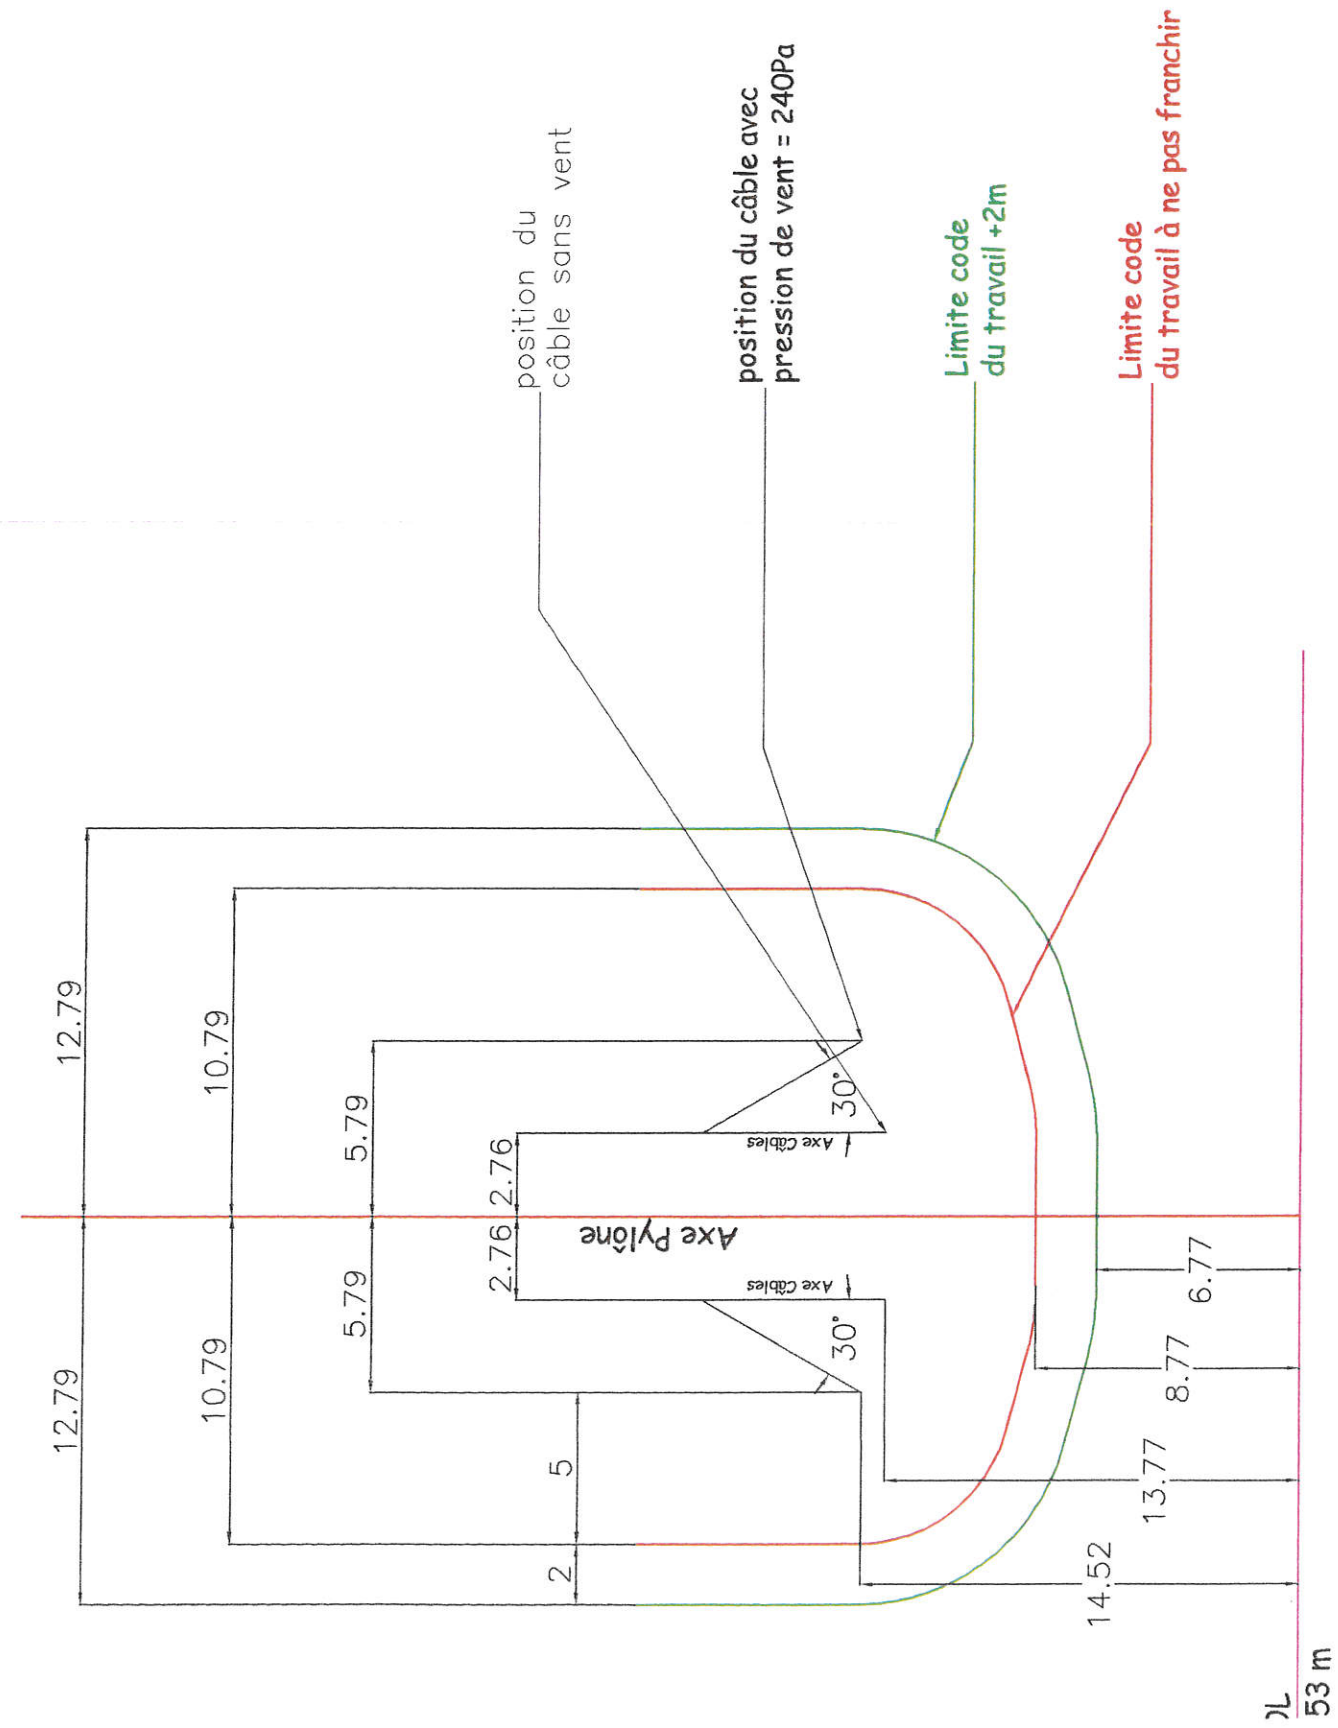 12.79
12.79
10.79
10.79
5.79
5.79
2.76
2.76
position du
câble sans vent
position du câble avec
pression de vent = 240Pa
Limite code
du travail +2m
Limite code
du travail à ne pas franchir
Axe Pylône
Axe Câbles
Axe Câbles
30°
30°
5
2
6.77
8.77
13.77
14.52
53 m